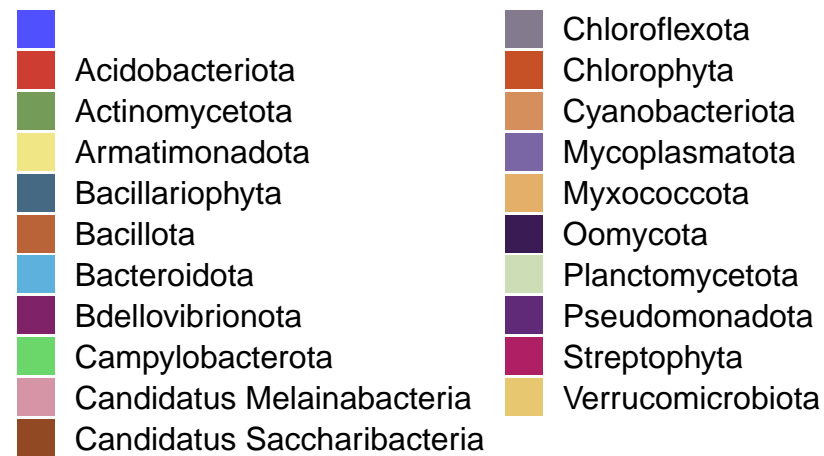 Acidobacteriota
Actinomycetota
Armatimonadota
Bacillariophyta
Bacillota
Bacteroidota
Bdellovibrionota
Campylobacterota
Candidatus Melainabacteria
Candidatus Saccharibacteria
Chloroflexota
Chlorophyta
Cyanobacteriota
Mycoplasmatota
Myxococcota
Oomycota
Planctomycetota
Pseudomonadota
Streptophyta
Verrucomicrobiota